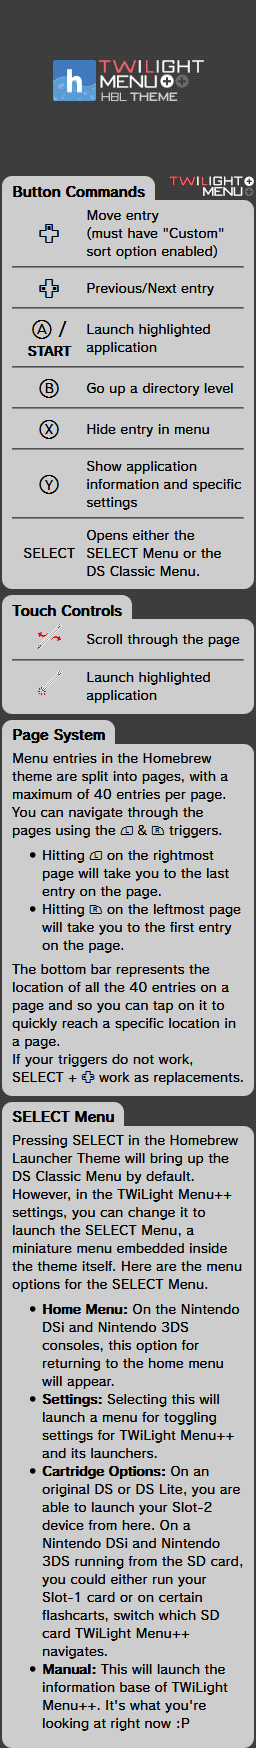 h
TWILIGHT
MENU++
HBL THEME
TWILIGHT
MENU++
Button Commands
Move entry
(must have "Custom"
sort option enabled)
Previous/Next entry
Ⓐ /
START
Launch highlighted
application
Ⓑ
Go up a directory level
Ⓧ
Hide entry in menu
Ⓨ
Show application
information and specific
settings
SELECT
Opens either the
SELECT Menu or the
DS Classic Menu.
Touch Controls
Scroll through the page
Launch highlighted
application
Page System
Menu entries in the Homebrew
theme are split into pages, with a
maximum of 40 entries per page.
You can navigate through the
pages using the L & R triggers.
• Hitting L on the rightmost
page will take you to the last
entry on the page.
• Hitting R on the leftmost page
will take you to the first entry
on the page.
The bottom bar represents the
location of all the 40 entries on a
page and so you can tap on it to
quickly reach a specific location in
a page.
If your triggers do not work,
SELECT + work as replacements.
SELECT Menu
Pressing SELECT in the Homebrew
Launcher Theme will bring up the
DS Classic Menu by default.
However, in the TWiLight Menu++
settings, you can change it to
launch the SELECT Menu, a
miniature menu embedded inside
the theme itself. Here are the menu
options for the SELECT Menu.
• Home Menu: On the Nintendo
DSi and Nintendo 3DS
consoles, this option for
returning to the home menu
will appear.
• Settings: Selecting this will
launch a menu for toggling
settings for TWiLight Menu++
and its launchers.
• Cartridge Options: On an
original DS or DS Lite, you are
able to launch your Slot-2
device from here. On a
Nintendo DSi and Nintendo
3DS running from the SD card,
you could either run your
Slot-1 card or on certain
flashcarts, switch which SD
card TWiLight Menu++
navigates.
• Manual: This will launch the
information base of TWiLight
Menu++. It's what you're
looking at right now :P